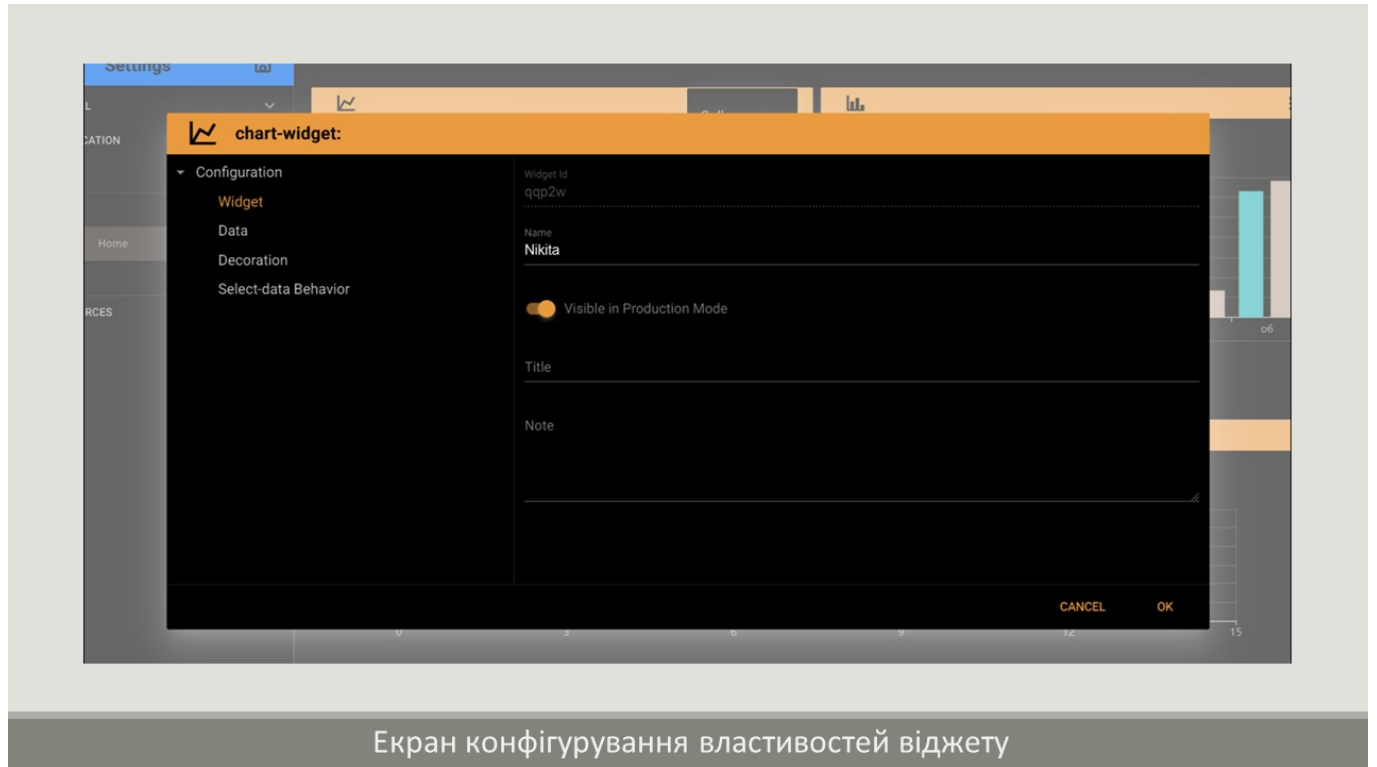 Settings
L
CATION
Home
RCES
chart-widget:
Configuration
Widget
Data
Decoration
Select-data Behavior
Widget Id
qqp2w
Name
Nikita
Visible in Production Mode
Title
Note
CANCEL OK
o6
0 3 6 9 12 15
Екран конфігурування властивостей віджету